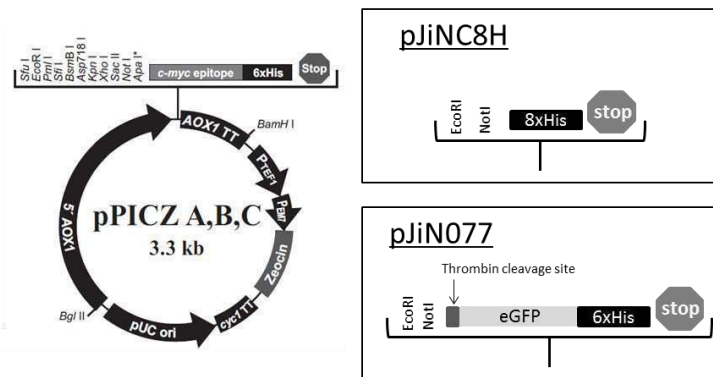 Sfu I
EcoR I
Pml I
Sfi I
BsmB I
Asp718 I
Kpn I
Xho I
Sac II
Not I
Apa I*
c-myc epitope
6xHis
Stop
AOX1 TT
BamH I
PTEF1
PEM7
Zeocin
cyc1 TT
pUC ori
Bgl II
5´ AOX1
pPICZ A,B,C
3.3 kb
pJiNC8H
EcoRI
NotI
8xHis
stop
pJiN077
Thrombin cleavage site
EcoRI
NotI
eGFP
6xHis
stop